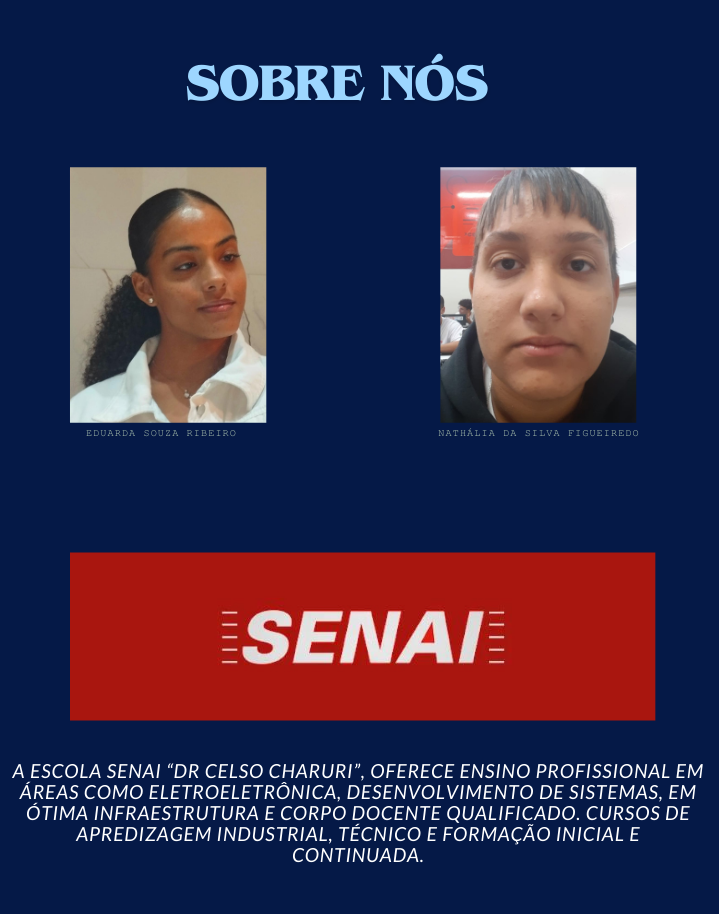 SOBRE NÓS
EDUARDA SOUZA RIBEIRO
NATHÁLIA DA SILVA FIGUEIREDO
SENAI
A ESCOLA SENAI “DR CELSO CHARURI”, OFERECE ENSINO PROFISSIONAL EM
ÁREAS COMO ELETROELETRÔNICA, DESENVOLVIMENTO DE SISTEMAS, EM
ÓTIMA INFRAESTRUTURA E CORPO DOCENTE QUALIFICADO. CURSOS DE
APREDIZAGEM INDUSTRIAL, TÉCNICO E FORMAÇÃO INICIAL E
CONTINUADA.